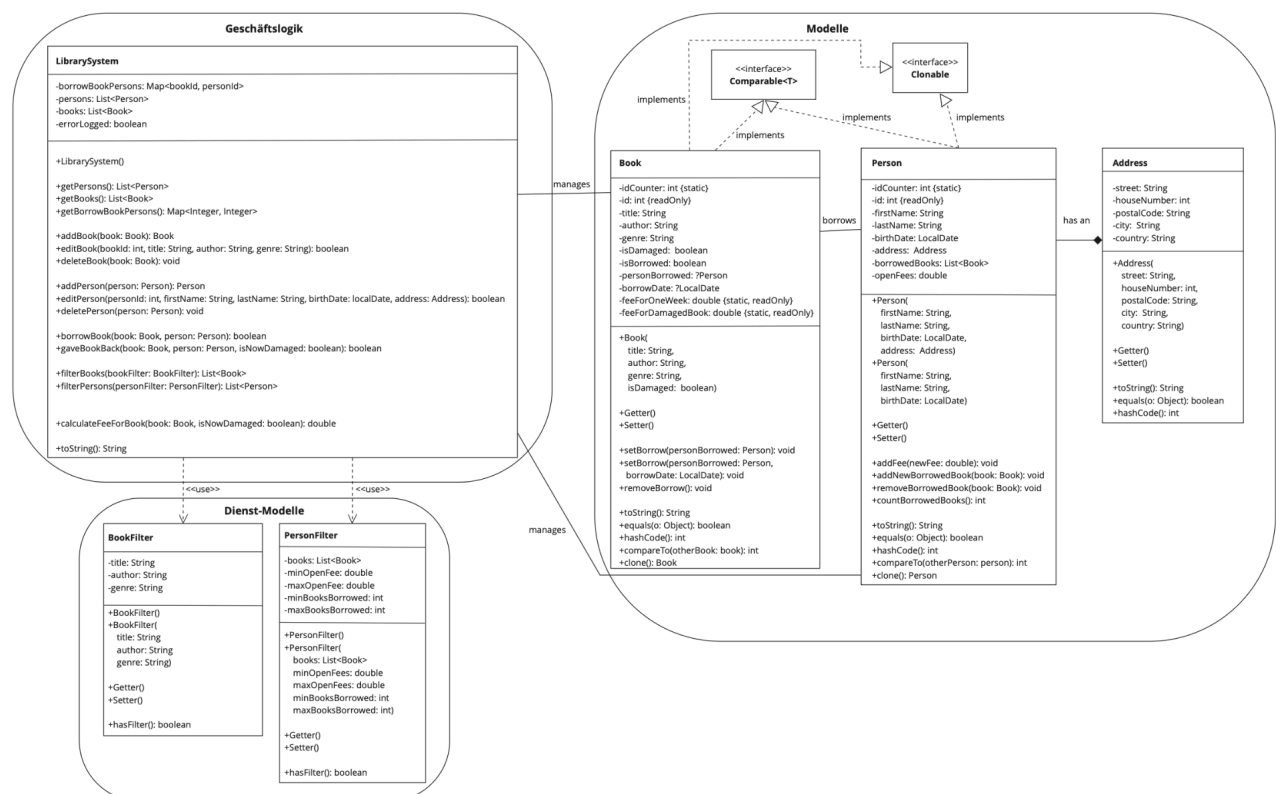 Geschäftslogik
LibrarySystem
-borrowBookPersons: Map<bookId, personId>
-persons: List<Person>
-books: List<Book>
-errorLogged: boolean
+LibrarySystem()
+getPersons(): List<Person>
+getBooks(): List<Book>
+getBorrowBookPersons(): Map<Integer, Integer>
+addBook(book: Book): Book
+editBook(bookId: int, title: String, author: String, genre: String): boolean
+deleteBook(book: Book): void
+addPerson(person: Person): Person
+editPerson(personId: int, firstName: String, lastName: String, birthDate: localDate, address: Address): boolean
+deletePerson(person: Person): void
+borrowBook(book: Book, person: Person): boolean
+gaveBookBack(book: Book, person: Person, isNowDamaged: boolean): boolean
+filterBooks(bookFilter: BookFilter): List<Book>
+filterPersons(personFilter: PersonFilter): List<Person>
+calculateFeeForBook(book: Book, isNowDamaged: boolean): double
+toString(): String
<<use>>
<<use>>
Dienst-Modelle
BookFilter
-title: String
-author: String
-genre: String
+BookFilter()
+BookFilter(
title: String
author: String
genre: String)
+Getter()
+Setter()
+hasFilter(): boolean
PersonFilter
-books: List<Book>
-minOpenFee: double
-maxOpenFee: double
-minBooksBorrowed: int
-maxBooksBorrowed: int
+PersonFilter()
+PersonFilter(
books: List<Book>
minOpenFees: double
maxOpenFees: double
minBooksBorrowed: int
maxBooksBorrowed: int)
+Getter()
+Setter()
+hasFilter(): boolean
manages
manages
Modelle
<<interface>>
Comparable<T>
<<interface>>
Clonable
implements
implements
implements
implements
Book
-idCounter: int {static}
-id: int {readOnly}
-title: String
-author: String
-genre: String
-isDamaged: boolean
-isBorrowed: boolean
-personBorrowed: ?Person
-borrowDate: ?LocalDate
-feeForOneWeek: double {static, readOnly}
-feeForDamagedBook: double {static, readOnly}
+Book(
title: String,
author: String,
genre: String,
isDamaged: boolean)
+Getter()
+Setter()
+setBorrow(personBorrowed: Person): void
+setBorrow(personBorrowed: Person,
borrowDate: LocalDate): void
+removeBorrow(): void
+toString(): String
+equals(o: Object): boolean
+hashCode(): int
+compareTo(otherBook: book): int
+clone(): Book
borrows
Person
-idCounter: int {static}
-id: int {readOnly}
-firstName: String
-lastName: String
-birthDate: LocalDate
-address: Address
-borrowedBooks: List<Book>
-openFees: double
+Person(
firstName: String,
lastName: String,
birthDate: LocalDate,
address: Address)
+Person(
firstName: String,
lastName: String,
birthDate: LocalDate)
+Getter()
+Setter()
+addFee(newFee: double): void
+addNewBorrowedBook(book: Book): void
+removeBorrowedBook(book: Book): void
+countBorrowedBooks(): int
+toString(): String
+equals(o: Object): boolean
+hashCode(): int
+compareTo(otherPerson: person): int
+clone(): Person
has an
Address
-street: String
-houseNumber: int
-postalCode: String
-city: String
-country: String
+Address(
street: String,
houseNumber: int,
postalCode: String,
city: String,
country: String)
+Getter()
+Setter()
+toString(): String
+equals(o: Object): boolean
+hashCode(): int